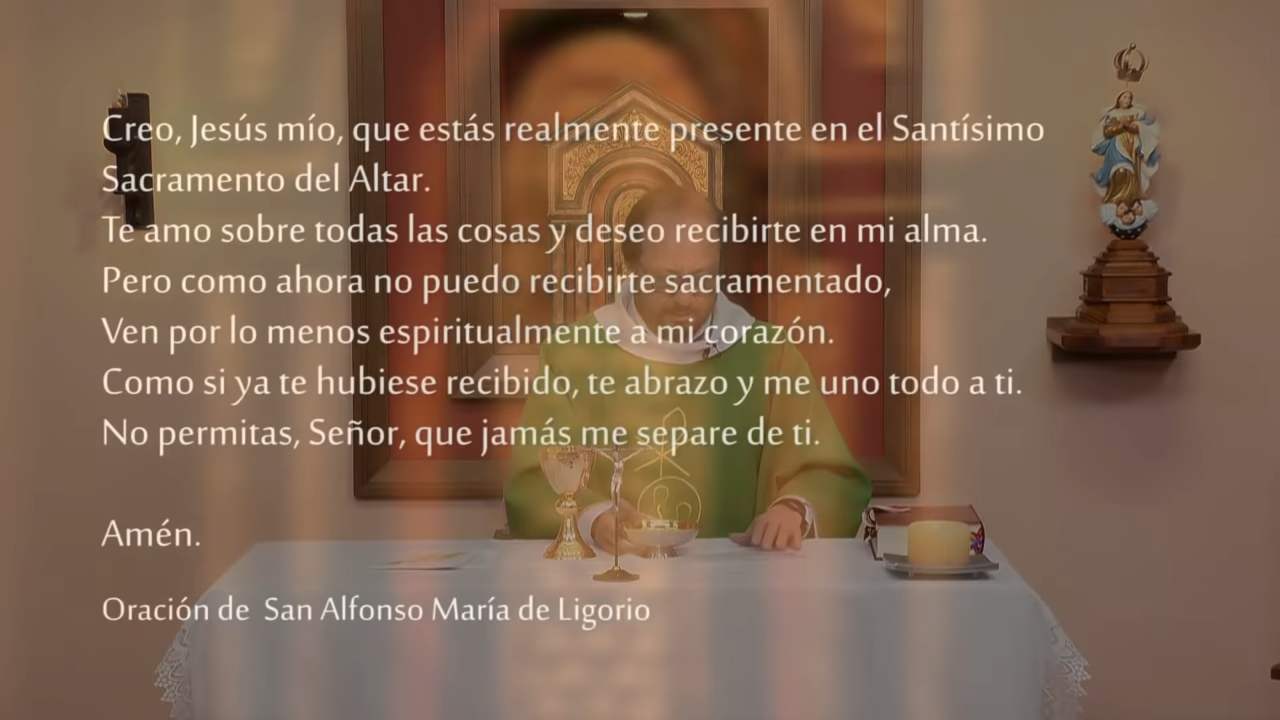 Creo, Jesús mío, que estás realmente presente en el Santísimo
Sacramento del Altar.
Te amo sobre todas las cosas y deseo recibirte en mi alma.
Pero como ahora no puedo recibirte sacramentado,
Ven por lo menos espiritualmente a mi corazón.
Como si ya te hubiese recibido, te abrazo y me uno todo a ti.
No permitas, Señor, que jamás me separe de ti.
Amén.
Oración de San Alfonso María de Ligorio